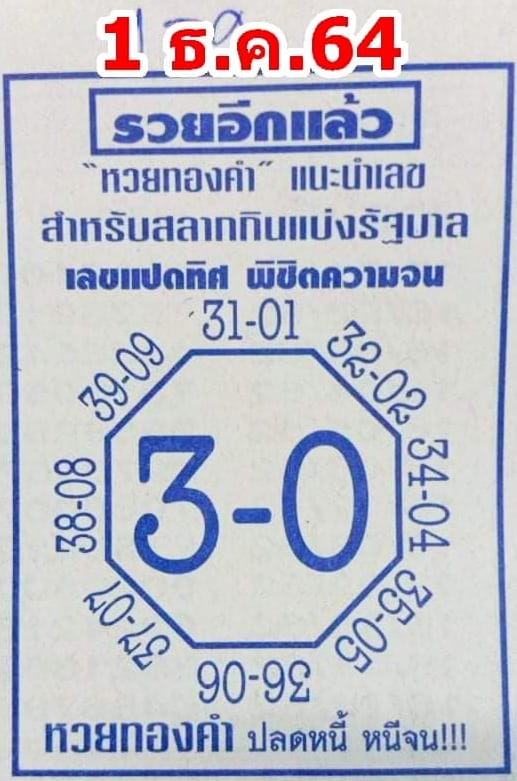 1 ธ.ค.64
รวยอีกแล้ว
"หวยทองคำ" แนะนำเลข
สำหรับสลากกินแบ่งรัฐบาล
เลขแปดทิศ พิชิตความจน
31-01
32-02
34-04
35-05
36-06
37-07
38-08
39-09
3-0
หวยทองคำ ปลดหนี้ หนีจน!!!